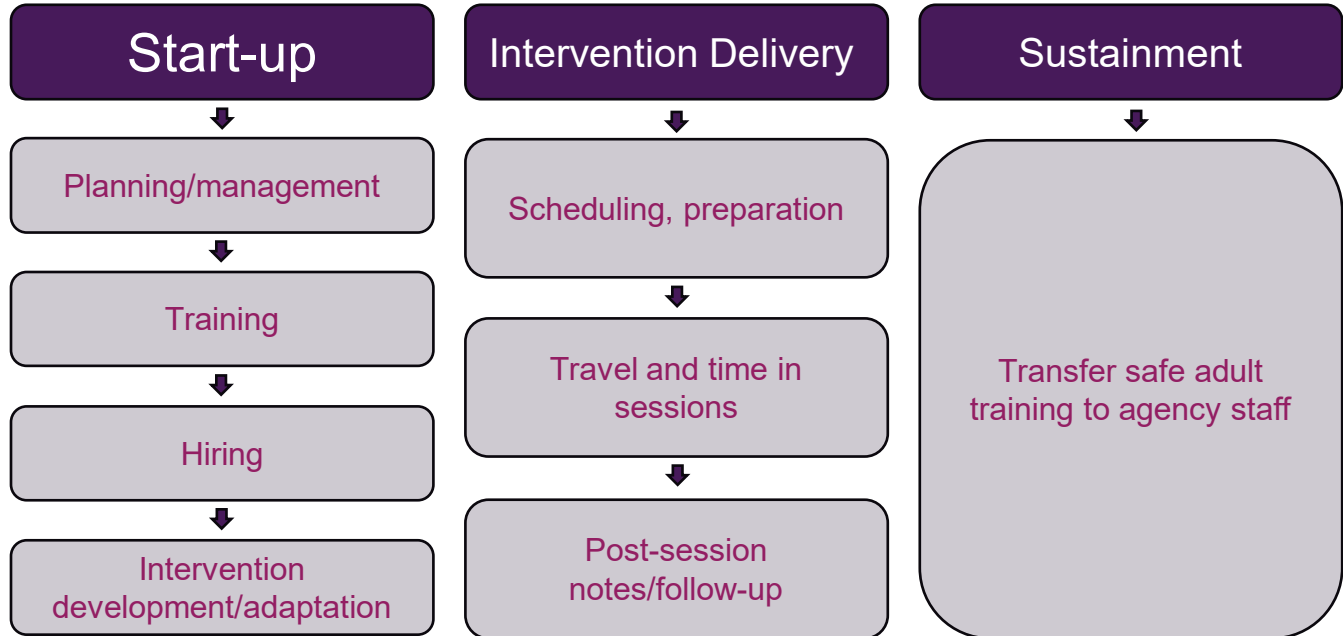 Start-up
Planning/management
Training
Hiring
Intervention
development/adaptation
Intervention Delivery
Scheduling, preparation
Travel and time in
sessions
Post-session
notes/follow-up
Sustainment
Transfer safe adult
training to agency staff